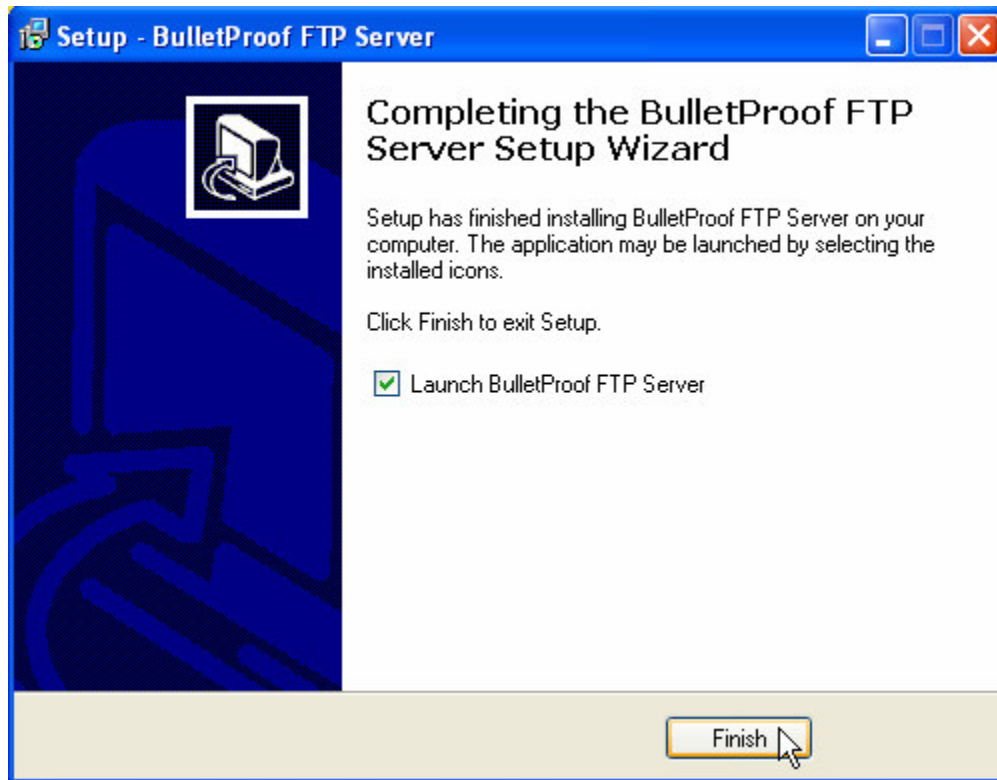 Setup - BulletProof FTP Server
Completing the BulletProof FTP
Server Setup Wizard
Setup has finished installing BulletProof FTP Server on your
computer. The application may be launched by selecting the
installed icons.
Click Finish to exit Setup.
Launch BulletProof FTP Server
Finish